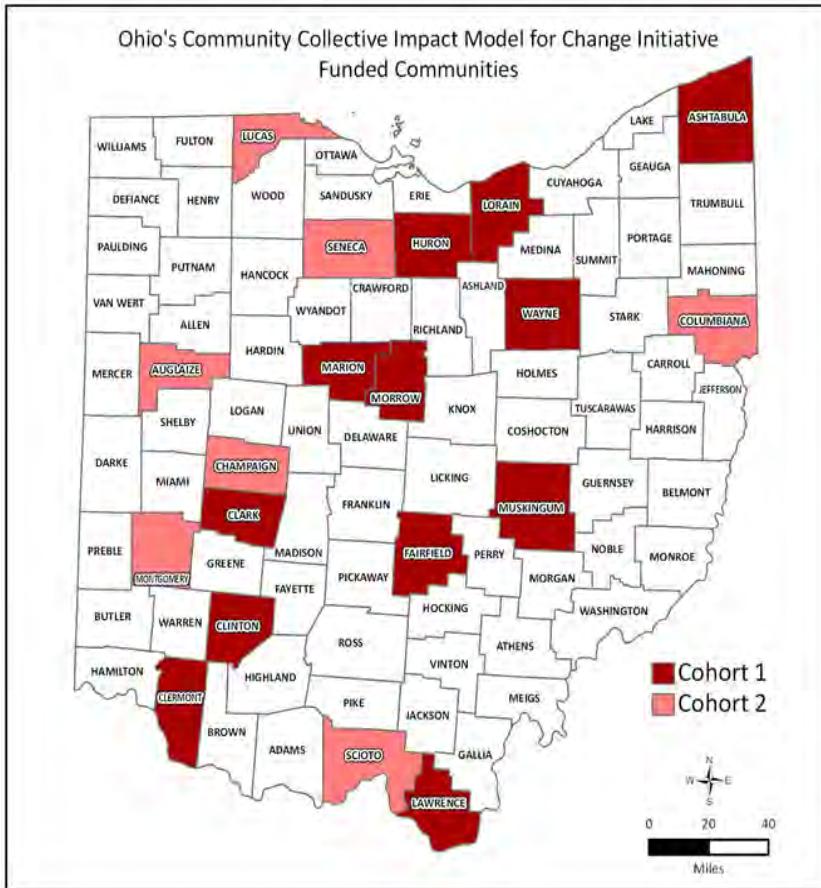 Ohio's Community Collective Impact Model for Change Initiative
Funded Communities
WILLIAMS
FULTON
LUCAS
OTTAWA
LAKE
ASHTABULA
GEAUGA
CUYAHOGA
DEFIANCE
HENRY
WOOD
SANDUSKY
ERIE
LORAIN
TRUMBULL
PAULDING
SENECA
HURON
MEDINA
SUMMIT
PORTAGE
PUTNAM
HANCOCK
MAHONING
VAN WERT
ALLEN
WYANDOT
CRAWFORD
RICHLAND
ASHLAND
WAYNE
STARK
COLUMBIANA
MERCER
AUGLAIZE
HARDIN
MARION
MORROW
HOLMES
CARROLL
JEFFERSON
SHELBY
LOGAN
UNION
DELAWARE
KNOX
COSHOCTON
TUSCARAWAS
HARRISON
DARKE
MIAMI
CHAMPAIGN
LICKING
GUERNSEY
BELMONT
CLARK
FRANKLIN
MUSKINGUM
PREBLE
MONTGOMERY
GREENE
MADISON
FAIRFIELD
PERRY
NOBLE
MONROE
FAYETTE
PICKAWAY
MORGAN
BUTLER
WARREN
CLINTON
HOCKING
WASHINGTON
ROSS
ATHENS
HAMILTON
CLERMONT
HIGHLAND
VINTON
MEIGS
BROWN
PIKE
JACKSON
ADAMS
SCIOTO
GALLIA
LAWRENCE
Cohort 1
Cohort 2
N
W E
S
0 20 40
Miles